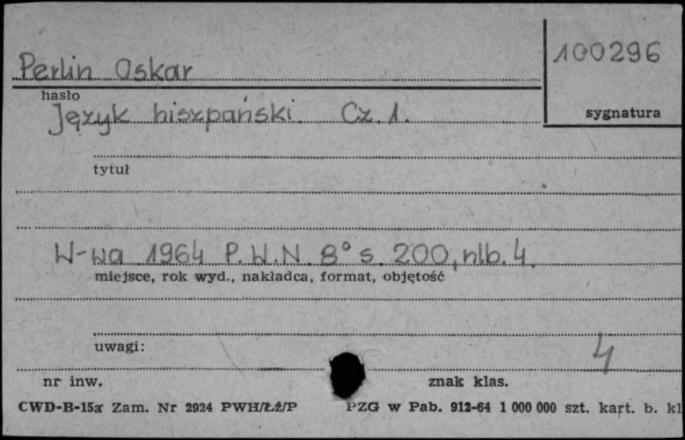 Perlin Oskar
100296
hasło
sygnatura
Język hiszpański. Cz. 1.
tytuł
W-wa 1964 P.W.N. 8° s. 200, nlb. 4.
miejsce, rok wyd., nakładca, format, objętość
uwagi:
4
nr inw.
znak klas.
CWD-B-15a Zam. Nr 2924 PWH/Łź/P PZG w Pab. 912-64 1 000 000 szt. kart. b. kl